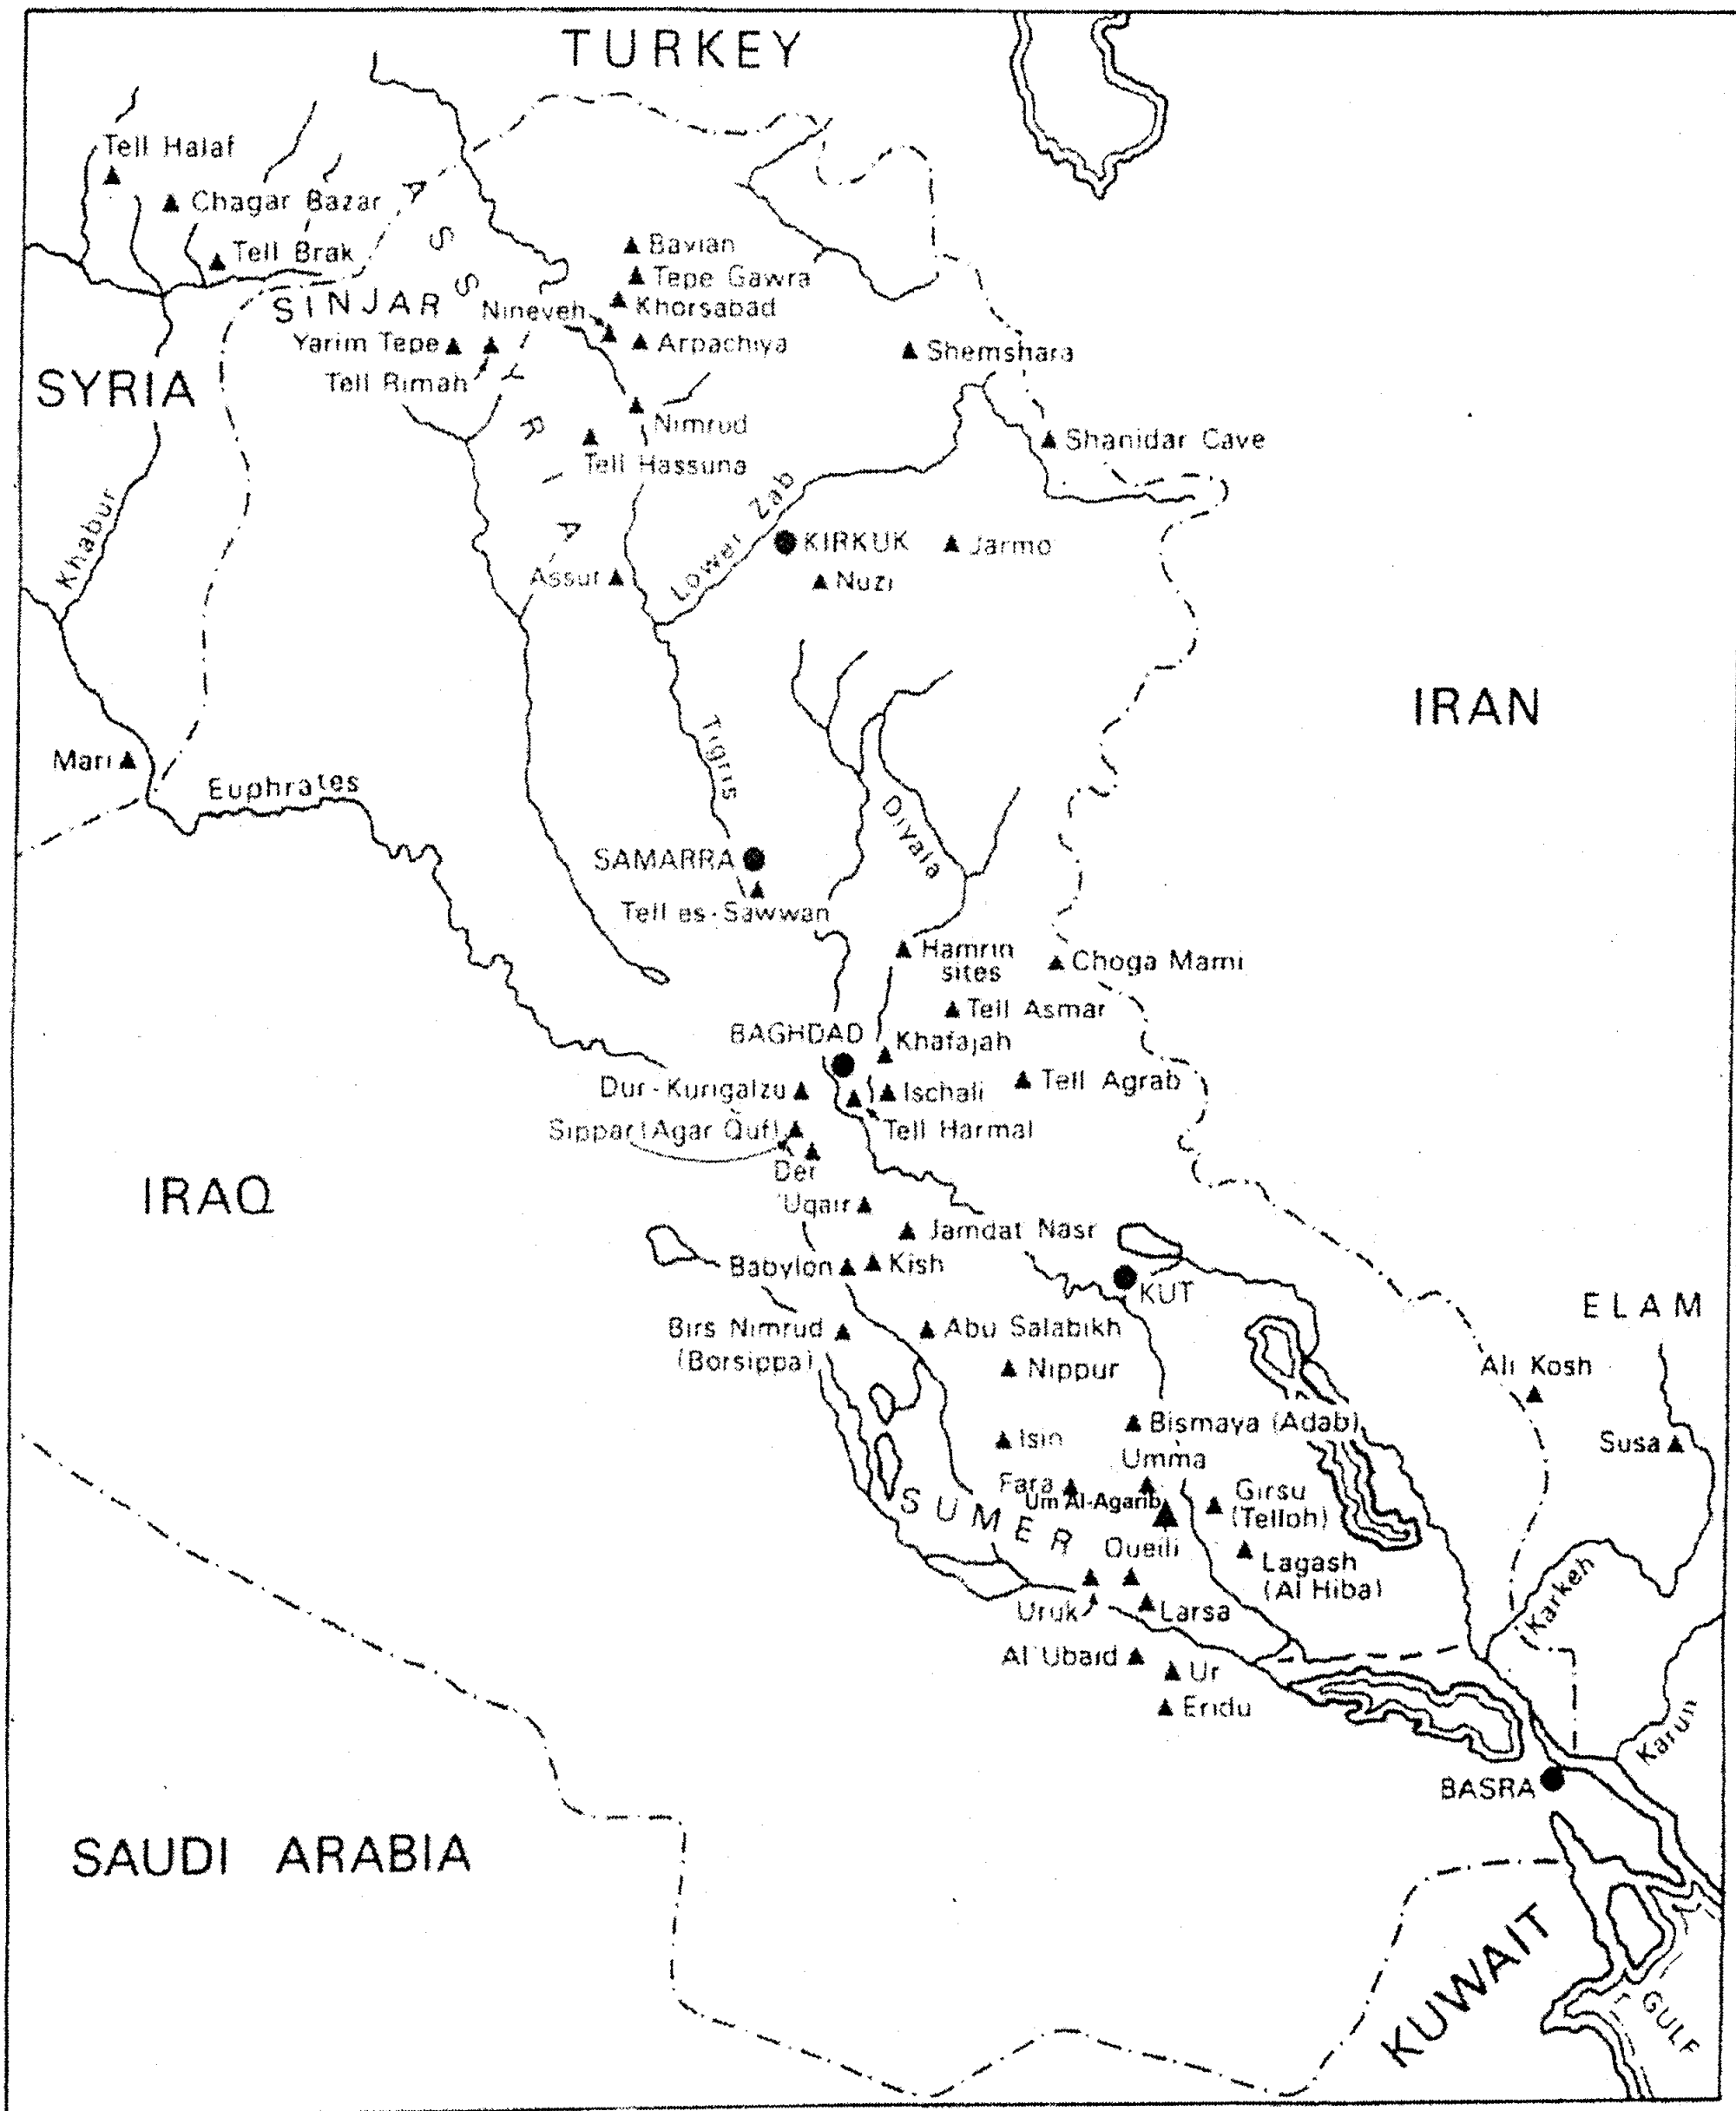 TURKEY
Tell Halaf
Chagar Bazar
Tell Brak
ASSYRIA
Bavian
Tepe Gawra
Khorsabad
SINJAR
Nineveh
Yarim Tepe
Arpachiya
Shemshara
SYRIA
Tell Rimah
Nimrud
Shanidar Cave
Tell Hassuna
Khabur
Lower Zab
KIRKUK
Jarmo
Assur
Nuzi
IRAN
Tigris
Mari
Euphrates
Diyala
SAMARRA
Tell es-Sawwan
Hamrin
sites
Choga Mami
Tell Asmar
BAGHDAD
Khafajah
Dur-Kurigalzu
Ischali
Tell Agrab
Sippar (Agar Quf)
Tell Harmal
Der
IRAQ
'Uqair
Jamdat Nasr
Babylon
Kish
KUT
ELAM
Birs Nimrud
(Borsippa)
Abu Salabikh
Nippur
Ali Kosh
Bismaya (Adab)
Isin
Susa
Umma
Fara
Um Al-Agarib
Girsu
(Telloh)
SUMER
Oueili
Lagash
(Al Hiba)
Karkeh
Uruk
Larsa
Al 'Ubaid
Ur
Eridu
Karun
BASRA
SAUDI ARABIA
KUWAIT
GULF